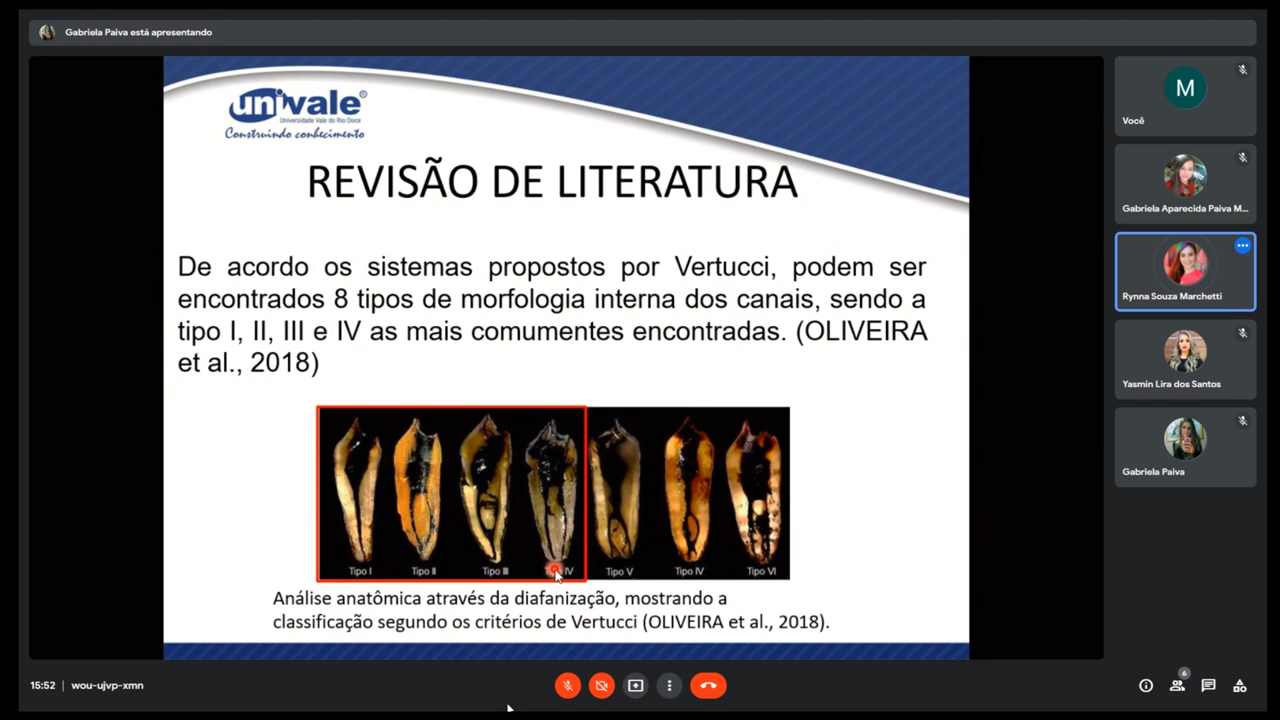 Gabriela Paiva está apresentando
univale
Universidade Vale do Rio Doce
Construindo conhecimento
REVISÃO DE LITERATURA
De acordo os sistemas propostos por Vertucci, podem ser
encontrados 8 tipos de morfologia interna dos canais, sendo a
tipo I, II, III e IV as mais comumentes encontradas. (OLIVEIRA
et al., 2018)
Tipo I Tipo II Tipo III IV Tipo V Tipo IV Tipo VI
Análise anatômica através da diafanização, mostrando a
classificação segundo os critérios de Vertucci (OLIVEIRA et al., 2018).
M
Você
Gabriela Aparecida Paiva M...
Rynna Souza Marchetti
Yasmin Lira dos Santos
Gabriela Paiva
15:52 | wou-ujvp-xmn
6